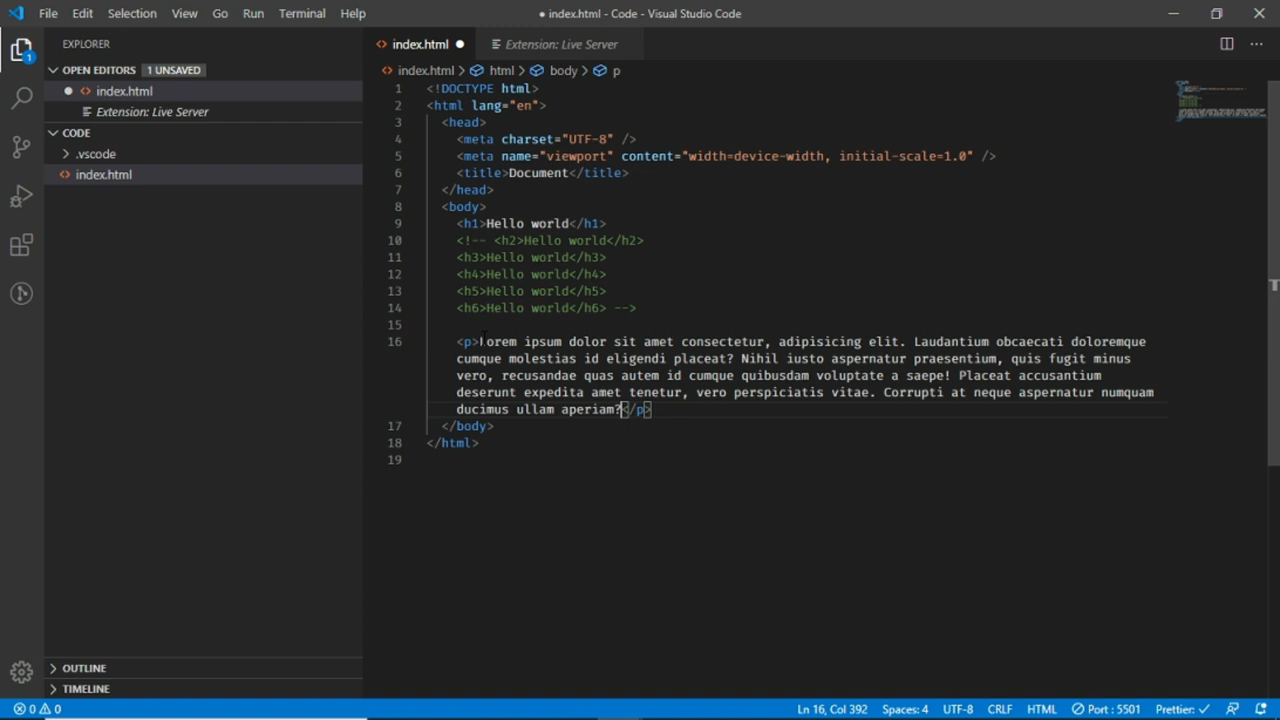 File Edit Selection View Go Run Terminal Help
● index.html - Code - Visual Studio Code
EXPLORER
OPEN EDITORS 1 UNSAVED
index.html
Extension: Live Server
CODE
.vscode
index.html
OUTLINE
TIMELINE
1
index.html ● Extension: Live Server
index.html > html > body > p
1 <!DOCTYPE html>
2 <html lang="en">
3 <head>
4 <meta charset="UTF-8" />
5 <meta name="viewport" content="width=device-width, initial-scale=1.0" />
6 <title>Document</title>
7 </head>
8 <body>
9 <h1>Hello world</h1>
10 <!-- <h2>Hello world</h2>
11 <h3>Hello world</h3>
12 <h4>Hello world</h4>
13 <h5>Hello world</h5>
14 <h6>Hello world</h6> -->
15
16 <p>Lorem ipsum dolor sit amet consectetur, adipisicing elit. Laudantium obcaecati doloremque
cumque molestias id eligendi placeat? Nihil iusto aspernatur praesentium, quis fugit minus
vero, recusandae quas autem id cumque quibusdam voluptate a saepe! Placeat accusantium
deserunt expedita amet tenetur, vero perspiciatis vitae. Corrupti at neque aspernatur numquam
ducimus ullam aperiam?</p>
17 </body>
18 </html>
19
0 0 Ln 16, Col 392 Spaces: 4 UTF-8 CRLF HTML Port : 5501 Prettier: ✓